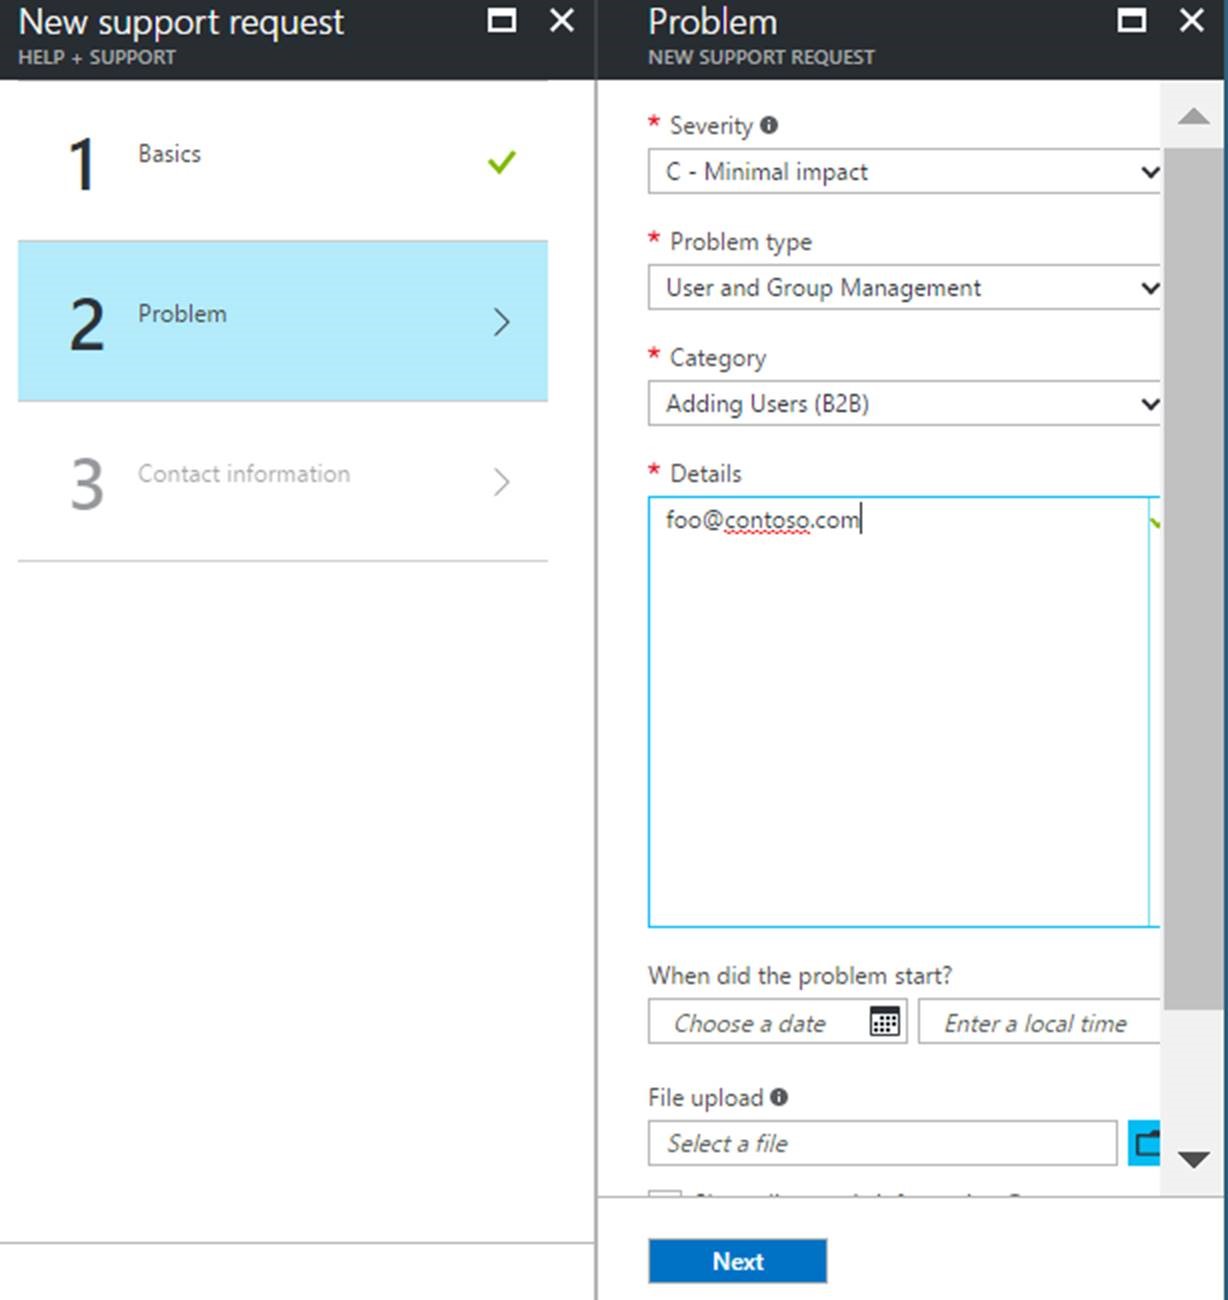 New support request
HELP + SUPPORT
1 Basics
2 Problem
3 Contact information
Problem
NEW SUPPORT REQUEST
* Severity
C - Minimal impact
* Problem type
User and Group Management
* Category
Adding Users (B2B)
* Details
foo@contoso.com
When did the problem start?
Choose a date Enter a local time
File upload
Select a file
Next